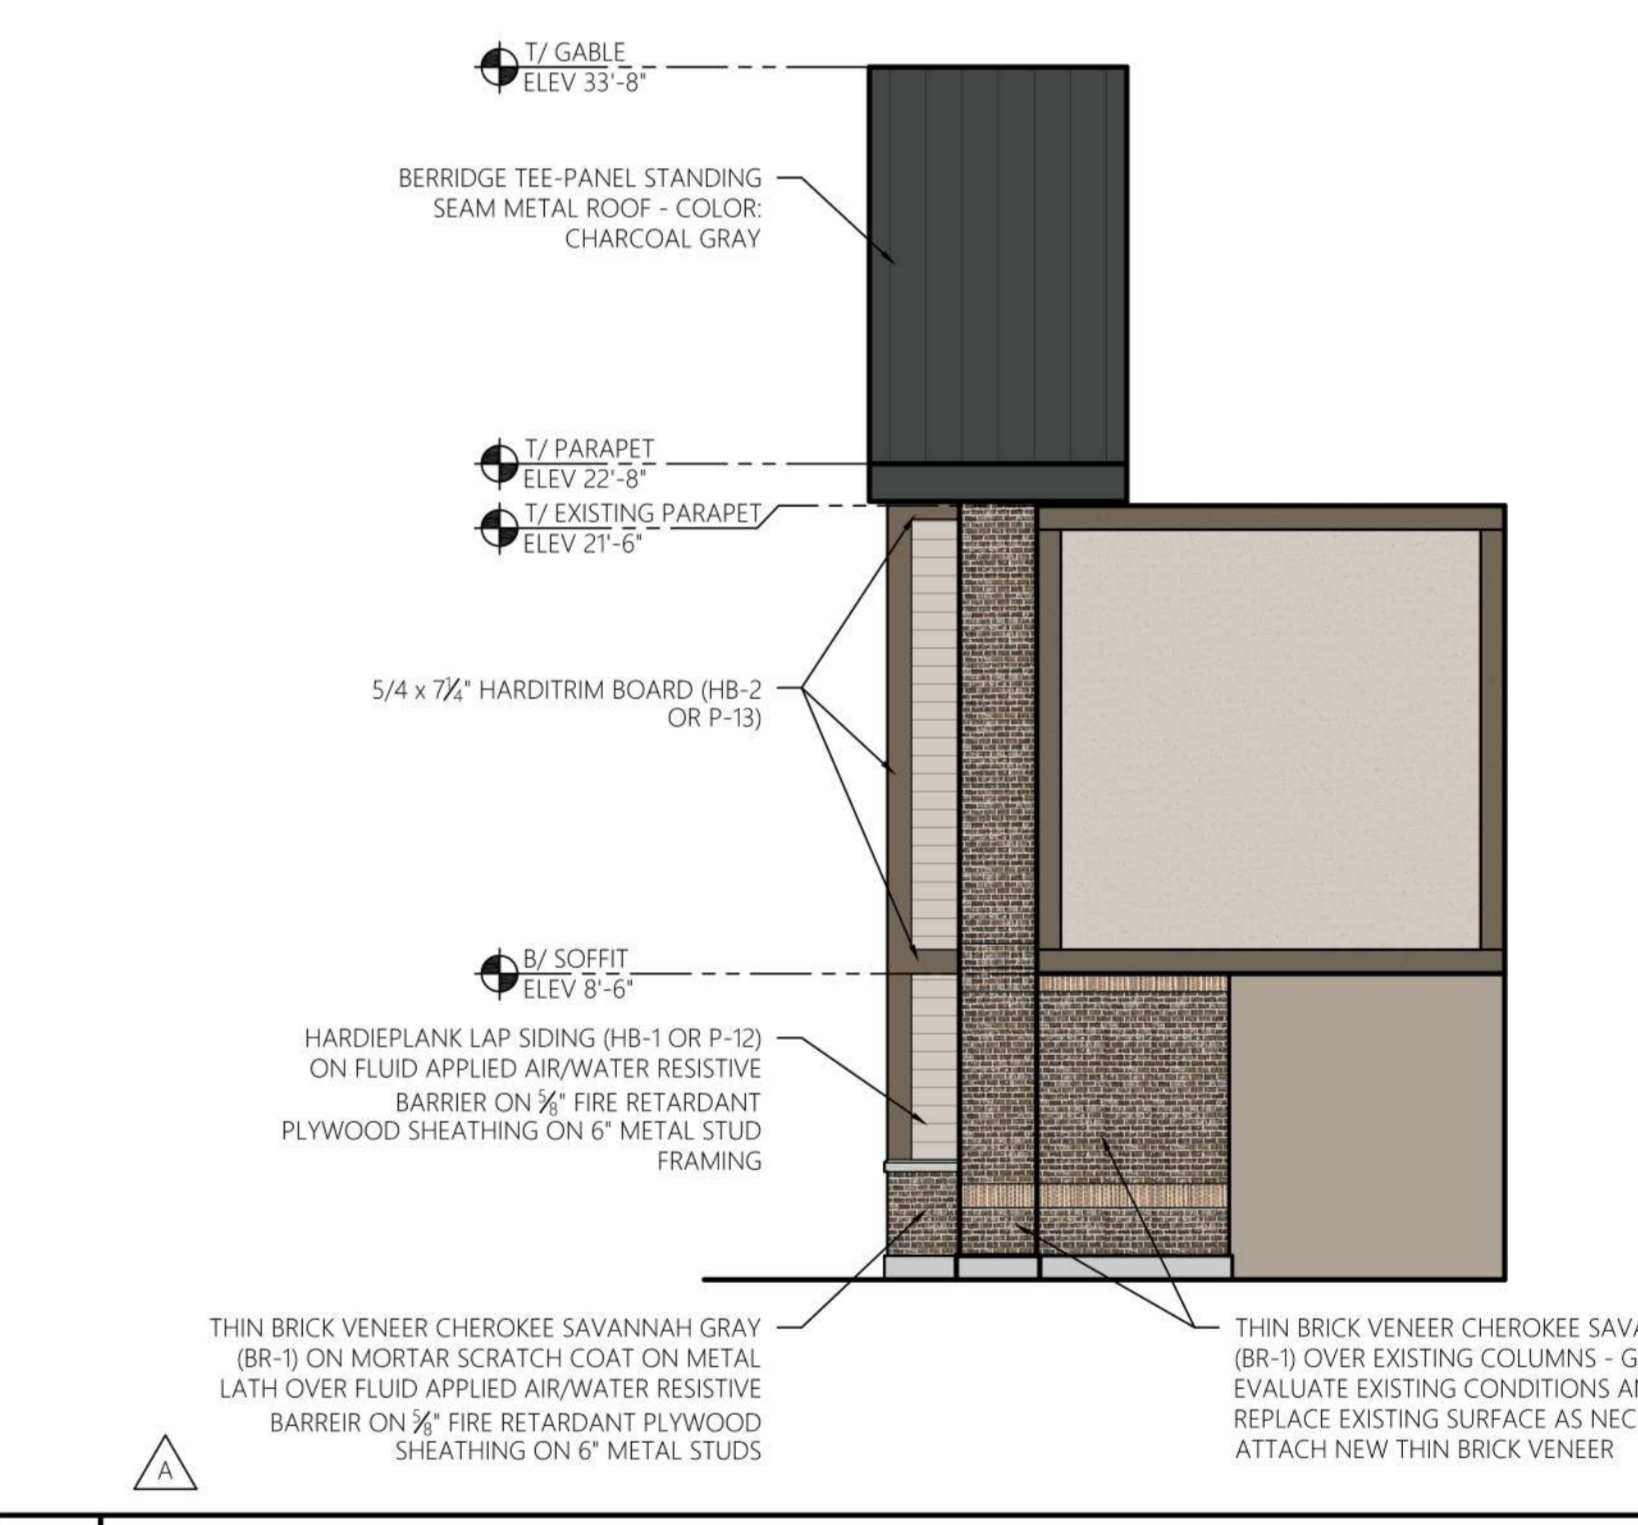 T/ GABLE
ELEV 33'-8"
BERRIDGE TEE-PANEL STANDING
SEAM METAL ROOF - COLOR:
CHARCOAL GRAY
T/ PARAPET
ELEV 22'-8"
T/ EXISTING PARAPET
ELEV 21'-6"
5/4 x 7¼" HARDITRIM BOARD (HB-2
OR P-13)
B/ SOFFIT
ELEV 8'-6"
HARDIEPLANK LAP SIDING (HB-1 OR P-12)
ON FLUID APPLIED AIR/WATER RESISTIVE
BARRIER ON ⅝" FIRE RETARDANT
PLYWOOD SHEATHING ON 6" METAL STUD
FRAMING
THIN BRICK VENEER CHEROKEE SAVANNAH GRAY
(BR-1) ON MORTAR SCRATCH COAT ON METAL
LATH OVER FLUID APPLIED AIR/WATER RESISTIVE
BARREIR ON ⅝" FIRE RETARDANT PLYWOOD
SHEATHING ON 6" METAL STUDS
THIN BRICK VENEER CHEROKEE
(BR-1) OVER EXISTING COLUMNS -
EVALUATE EXISTING CONDITIONS
REPLACE EXISTING SURFACE AS
ATTACH NEW THIN BRICK VENEER
A